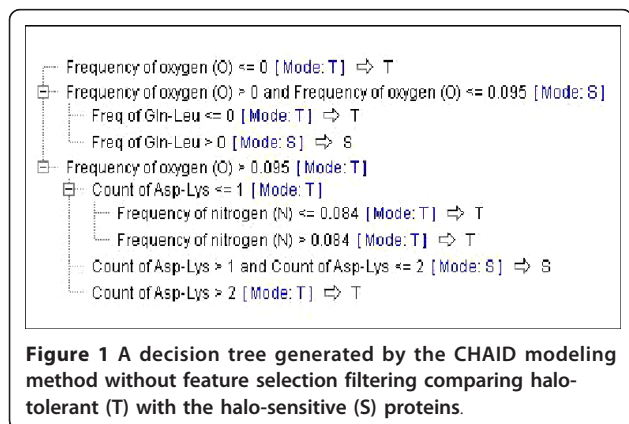 Frequency of oxygen (O) <= 0 [Mode: T] ⇨ T
Frequency of oxygen (O) > 0 and Frequency of oxygen (O) <= 0.095 [Mode: S]
Freq of Gln-Leu <= 0 [Mode: T] ⇨ T
Freq of Gln-Leu > 0 [Mode: S] ⇨ S
Frequency of oxygen (O) > 0.095 [Mode: T]
Count of Asp-Lys <= 1 [Mode: T]
Frequency of nitrogen (N) <= 0.084 [Mode: T] ⇨ T
Frequency of nitrogen (N) > 0.084 [Mode: T] ⇨ T
Count of Asp-Lys > 1 and Count of Asp-Lys <= 2 [Mode: S] ⇨ S
Count of Asp-Lys > 2 [Mode: T] ⇨ T
Figure 1 A decision tree generated by the CHAID modeling
method without feature selection filtering comparing halo-
tolerant (T) with the halo-sensitive (S) proteins.